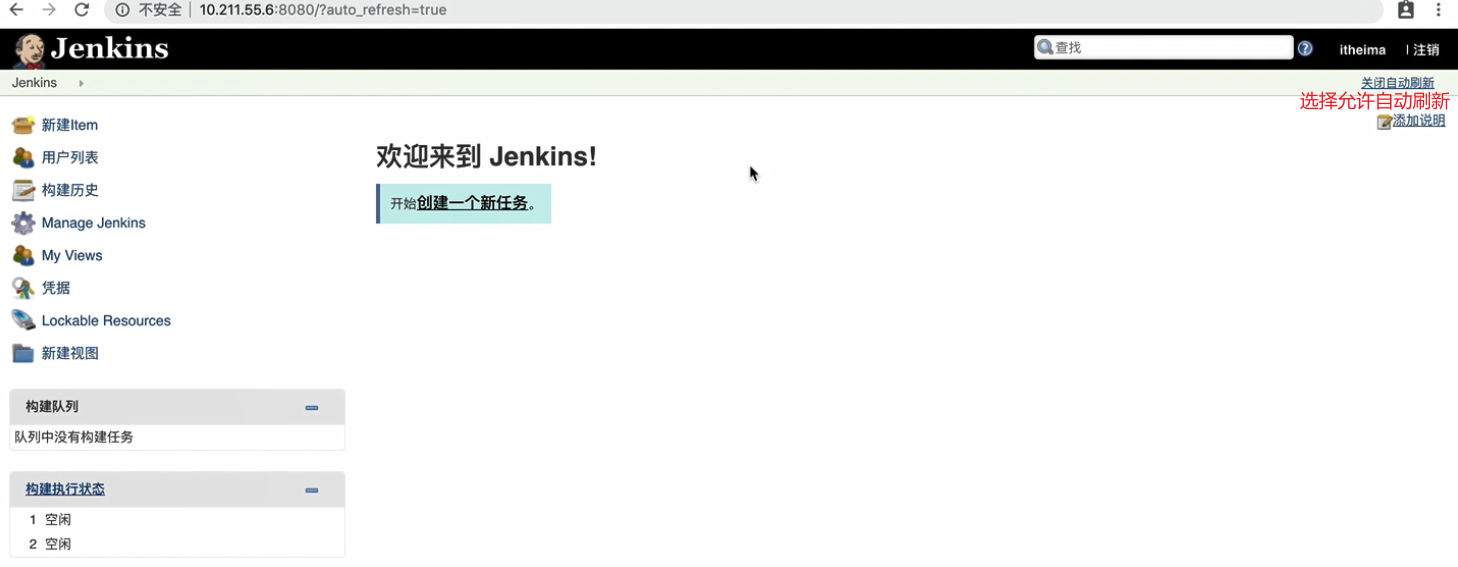 不安全 | 10.211.55.6:8080/?auto_refresh=true
Jenkins
查找
itheima
| 注销
Jenkins
关闭自动刷新
选择允许自动刷新
添加说明
新建Item
用户列表
构建历史
Manage Jenkins
My Views
凭据
Lockable Resources
新建视图
欢迎来到 Jenkins!
开始创建一个新任务。
构建队列
队列中没有构建任务
构建执行状态
1 空闲
2 空闲